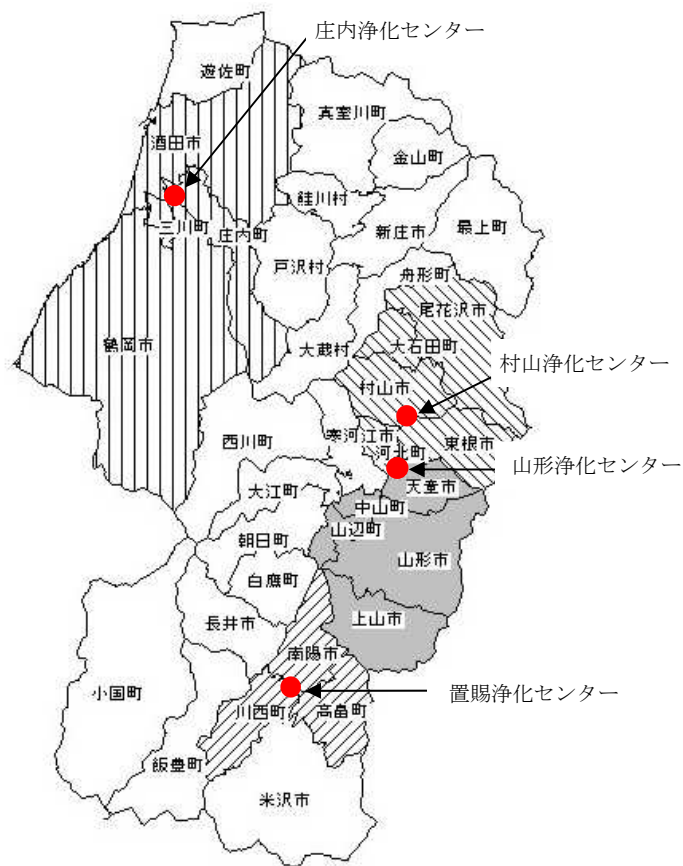 庄内浄化センター
遊佐町
真室川町
酒田市
金山町
鮭川村
三川町
庄内町
新庄市
最上町
戸沢村
舟形町
尾花沢市
鶴岡市
大蔵村
大石田町
村山浄化センター
村山市
西川町
寒河江市
東根市
河北町
山形浄化センター
大江町
天童市
中山町
山辺町
朝日町
山形市
白鷹町
長井市
上山市
南陽市
小国町
置賜浄化センター
川西町
高畠町
飯豊町
米沢市